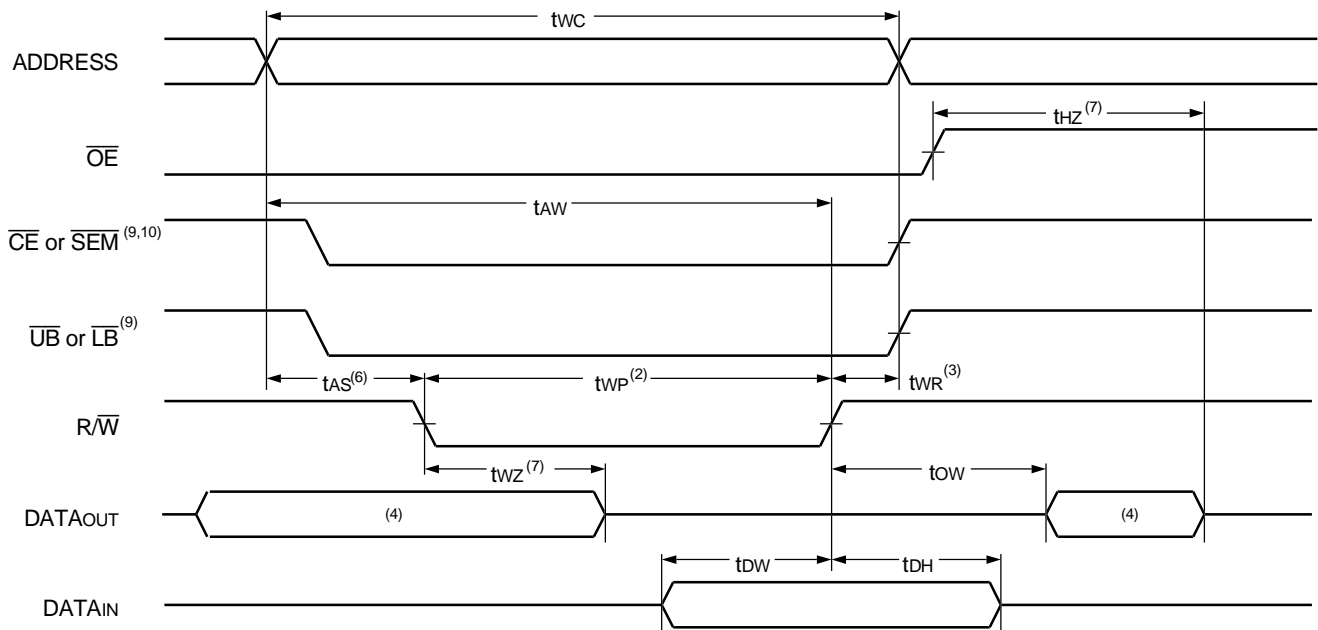 tWC
ADDRESS
tHZ(7)
OE
tAW
CE or SEM(9,10)
UB or LB(9)
tAS(6) tWP(2) tWR(3)
R/W
tWZ(7) tOW
DATAOUT (4) (4)
tDW tDH
DATAIN